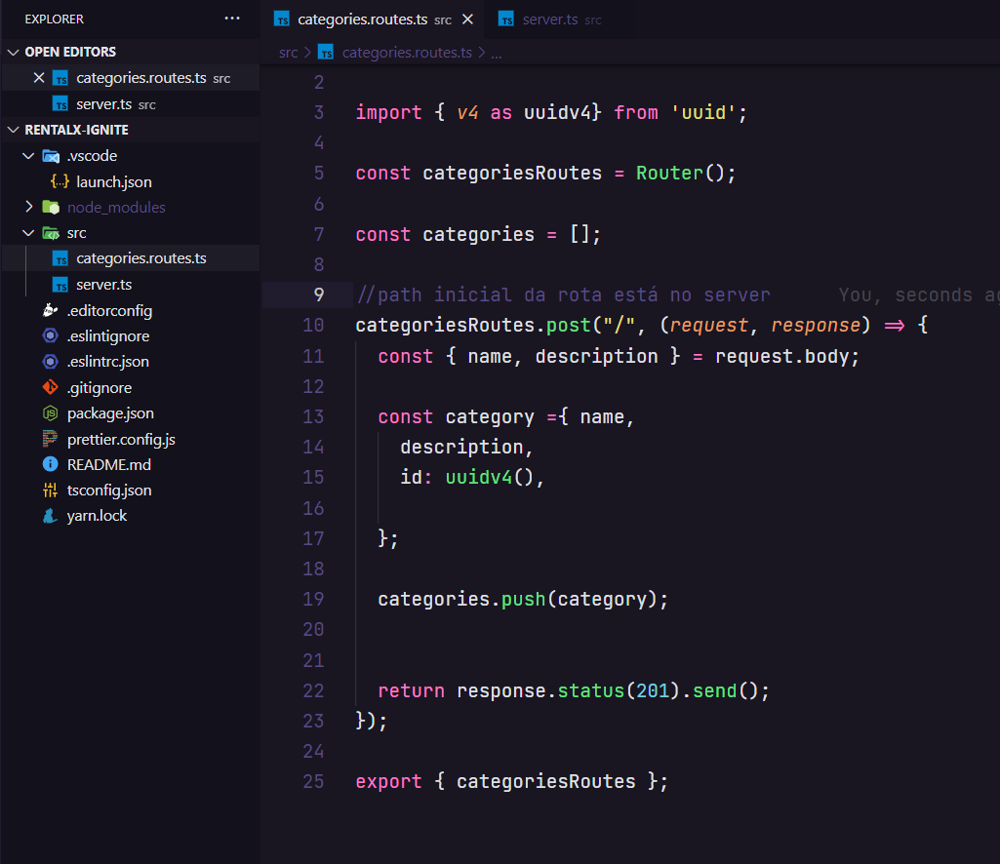 EXPLORER ...
OPEN EDITORS
categories.routes.ts src
server.ts src
RENTALX-IGNITE
.vscode
launch.json
node_modules
src
categories.routes.ts
server.ts
.editorconfig
.eslintignore
.eslintrc.json
.gitignore
package.json
prettier.config.js
README.md
tsconfig.json
yarn.lock
categories.routes.ts src
server.ts src
src > categories.routes.ts > ...
2
3 import { v4 as uuidv4} from 'uuid';
4
5 const categoriesRoutes = Router();
6
7 const categories = [];
8
9 //path inicial da rota está no server You, seconds
10 categoriesRoutes.post("/", (request, response) => {
11 const { name, description } = request.body;
12
13 const category ={ name,
14 description,
15 id: uuidv4(),
16
17 };
18
19 categories.push(category);
20
21
22 return response.status(201).send();
23 });
24
25 export { categoriesRoutes };